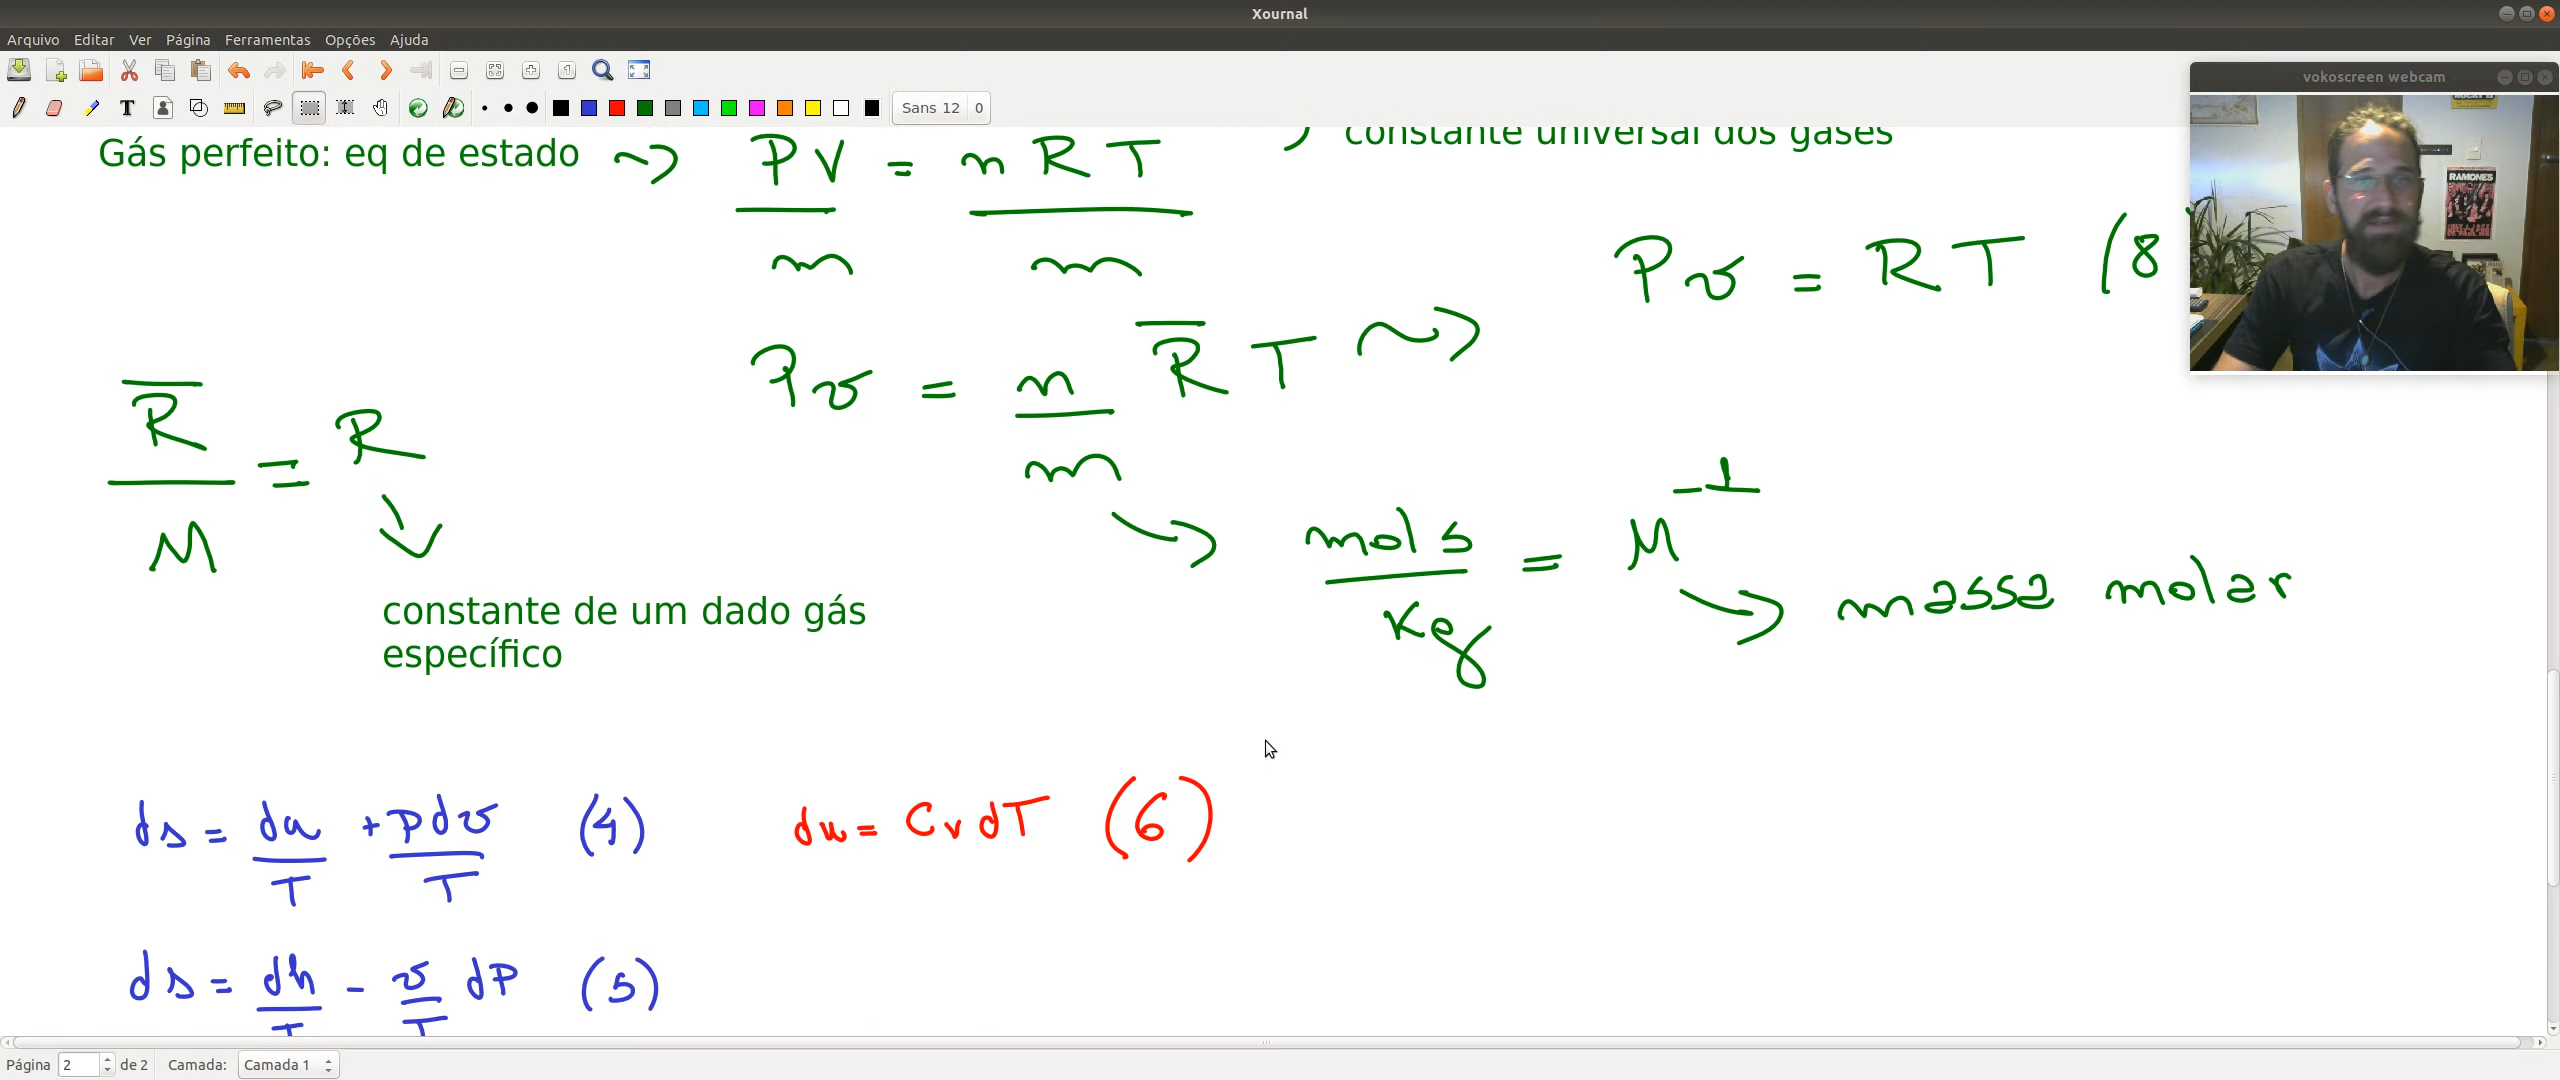 Xournal
Arquivo Editar Ver Página Ferramentas Opções Ajuda
vokoscreen webcam
Sans 12 0
RAMONES
constante universal dos gases
Gás perfeito: eq de estado ~> PV/m = nRT/m
Pv = RT (8
Pv = n/m R̅T ~>
R̅/M = R
mols/Kg = M⁻¹
massa molar
constante de um dado gás
específico
ds = du/T + pdv/T (4)
du = CvdT (6)
ds = dh/T - v/T dP (5)
Página 2 de 2 Camada: Camada 1